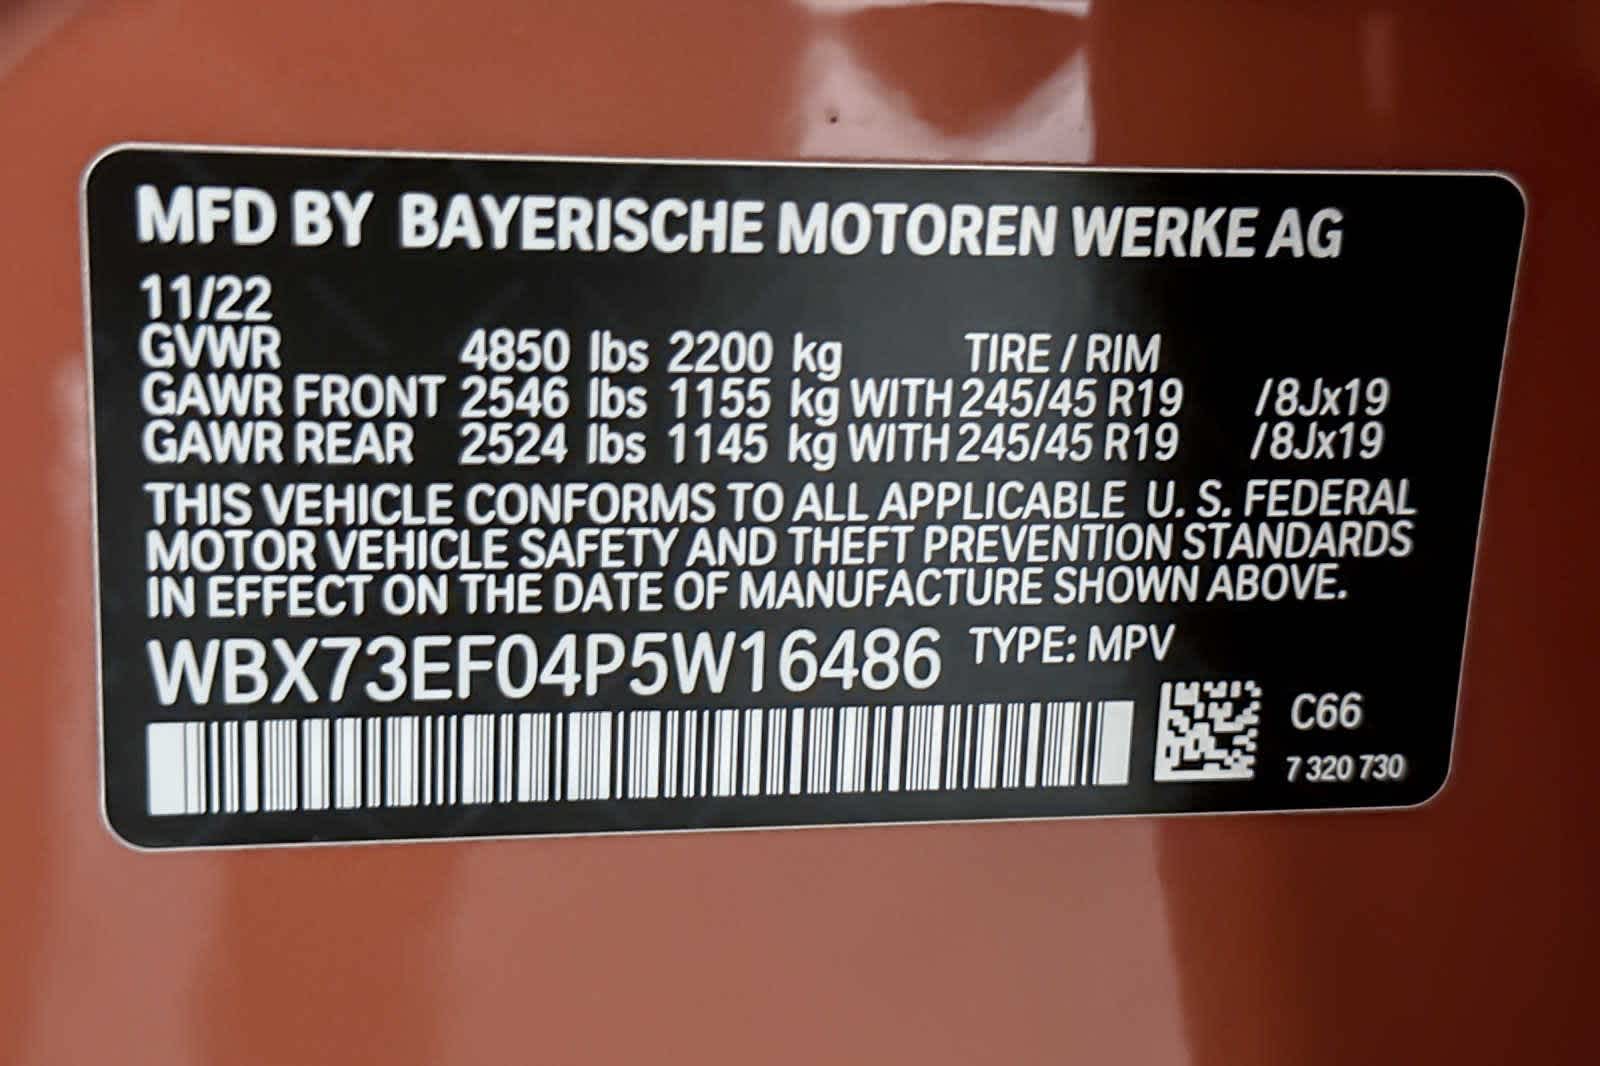 MFD BY BAYERISCHE MOTOREN WERKE AG
11/22
GVWR 4850 lbs 2200 kg TIRE / RIM
GAWR FRONT 2546 lbs 1155 kg WITH 245/45 R19 /8Jx19
GAWR REAR 2524 lbs 1145 kg WITH 245/45 R19 /8Jx19
THIS VEHICLE CONFORMS TO ALL APPLICABLE U. S. FEDERAL
MOTOR VEHICLE SAFETY AND THEFT PREVENTION STANDARDS
IN EFFECT ON THE DATE OF MANUFACTURE SHOWN ABOVE.
WBX73EF04P5W16486 TYPE: MPV
C66
7 320 730